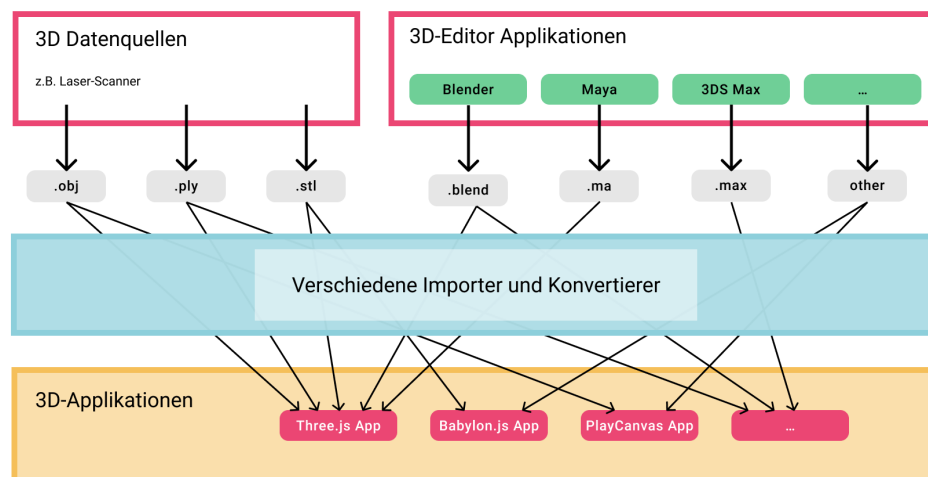 3D Datenquellen
z.B. Laser-Scanner
3D-Editor Applikationen
Blender
Maya
3DS Max
...
.obj
.ply
.stl
.blend
.ma
.max
other
Verschiedene Importer und Konvertierer
3D-Applikationen
Three.js App
Babylon.js App
PlayCanvas App
...